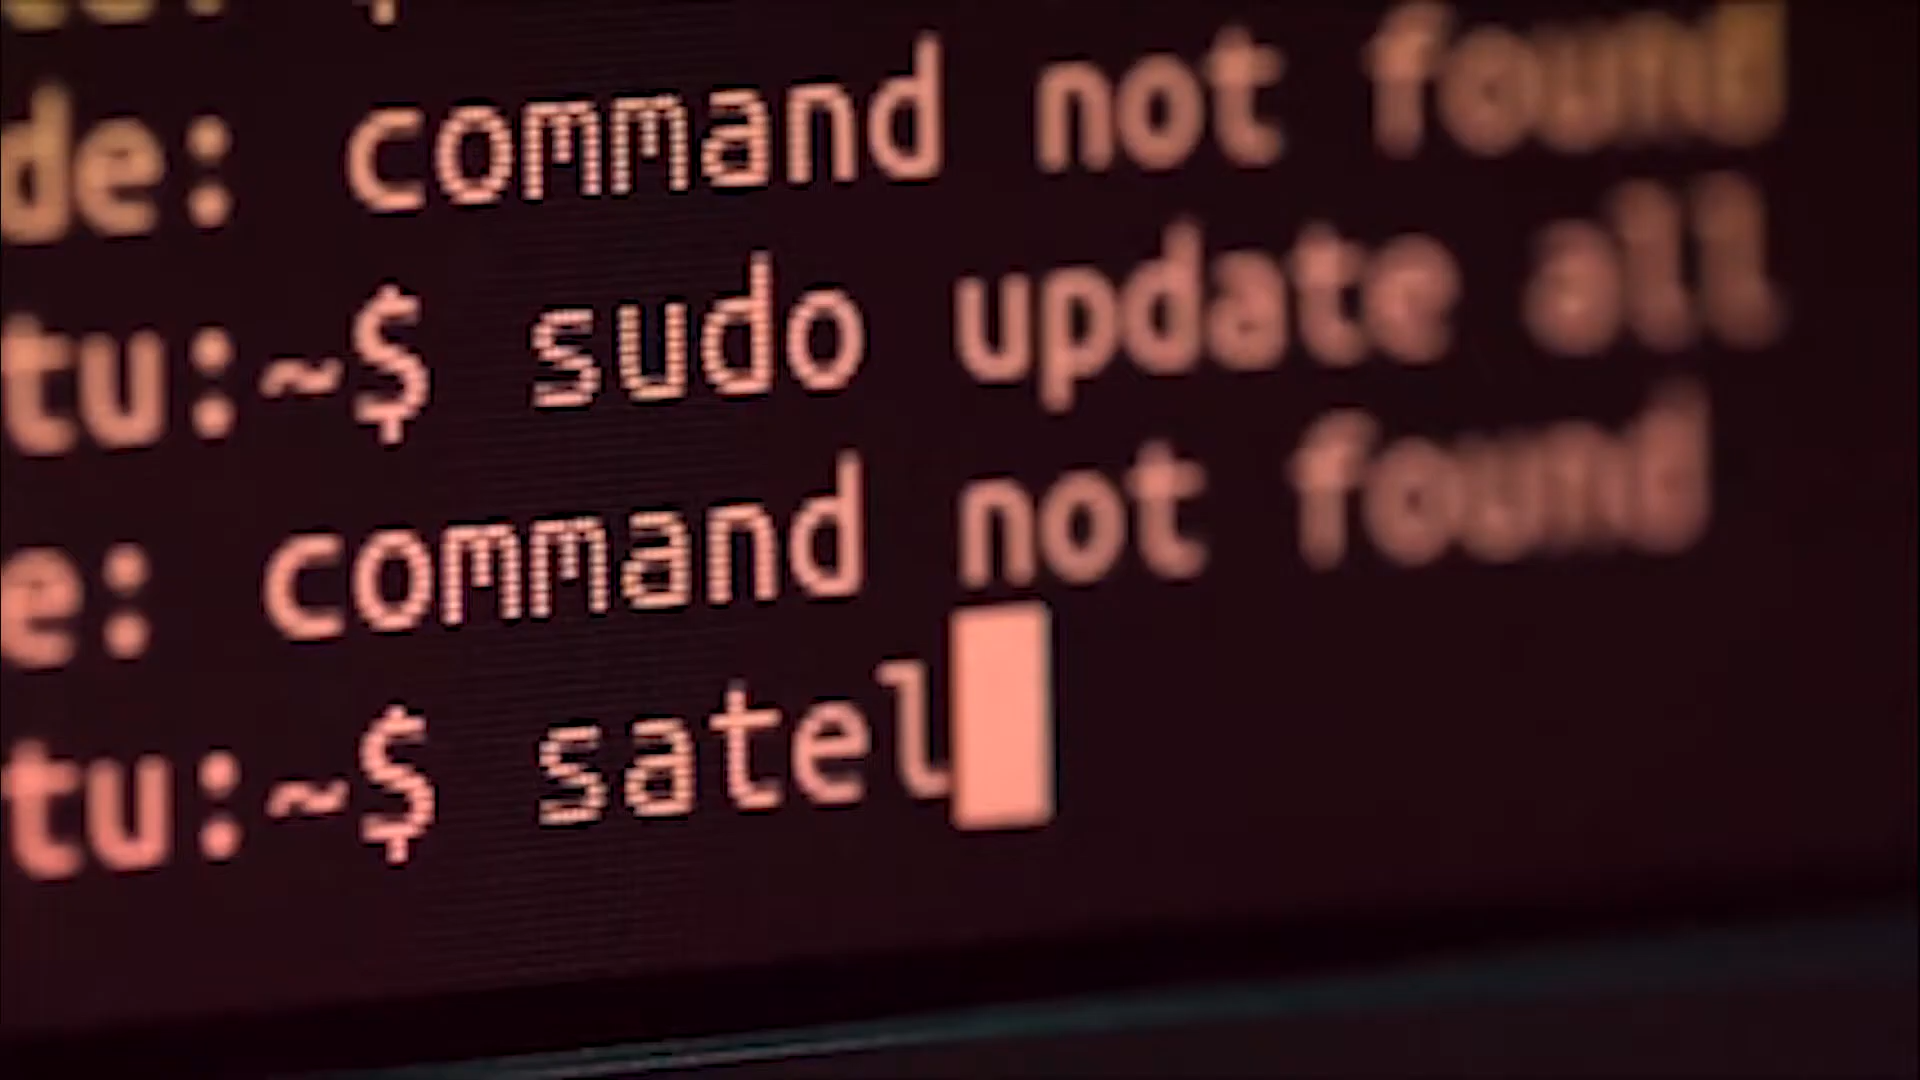 de: command not found
tu:~$ sudo update all
e: command not found
tu:~$ satel